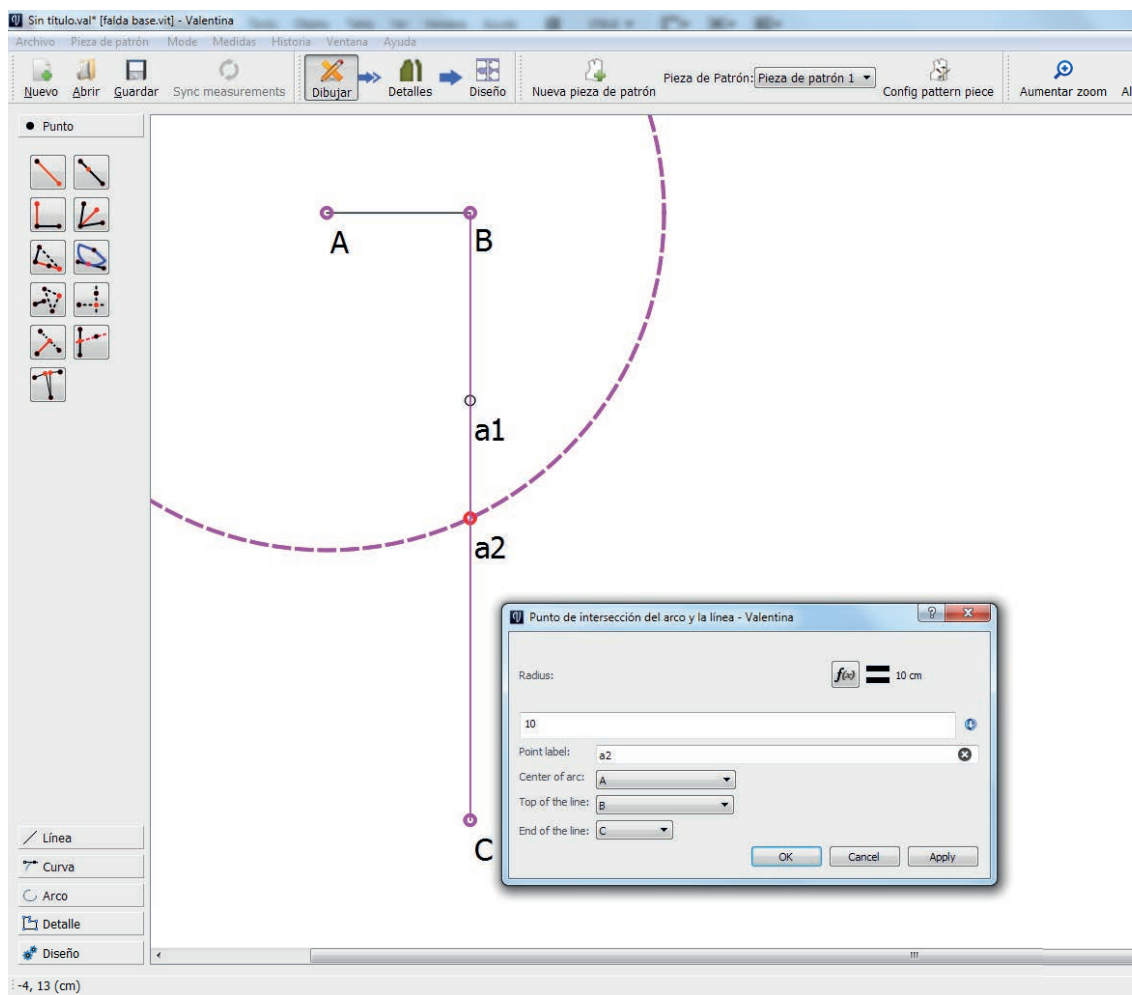 Sin título.val* [falda base.vit] - Valentina
Archivo Pieza de patrón Mode Medidas Historia Ventana Ayuda
Nuevo Abrir Guardar Sync measurements Dibujar Detalles Diseño Nueva pieza de patrón Pieza de Patrón: Pieza de patrón 1 Config pattern piece Aumentar zoom Al
Punto
A
B
a1
a2
C
Punto de intersección del arco y la línea - Valentina
Radius: f(x) 10 cm
10
Point label: a2
Center of arc: A
Top of the line: B
End of the line: C
OK Cancel Apply
Línea
Curva
Arco
Detalle
Diseño
-4, 13 (cm)